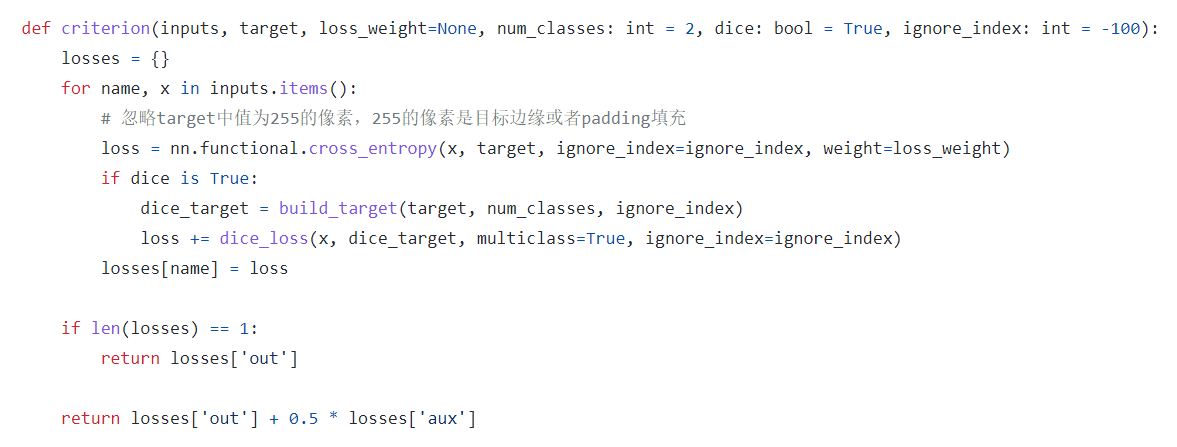 def criterion(inputs, target, loss_weight=None, num_classes: int = 2, dice: bool = True, ignore_index: int = -100):
    losses = {}
    for name, x in inputs.items():
        # 忽略target中值为255的像素，255的像素是目标边缘或者padding填充
        loss = nn.functional.cross_entropy(x, target, ignore_index=ignore_index, weight=loss_weight)
        if dice is True:
            dice_target = build_target(target, num_classes, ignore_index)
            loss += dice_loss(x, dice_target, multiclass=True, ignore_index=ignore_index)
        losses[name] = loss

    if len(losses) == 1:
        return losses['out']

    return losses['out'] + 0.5 * losses['aux']